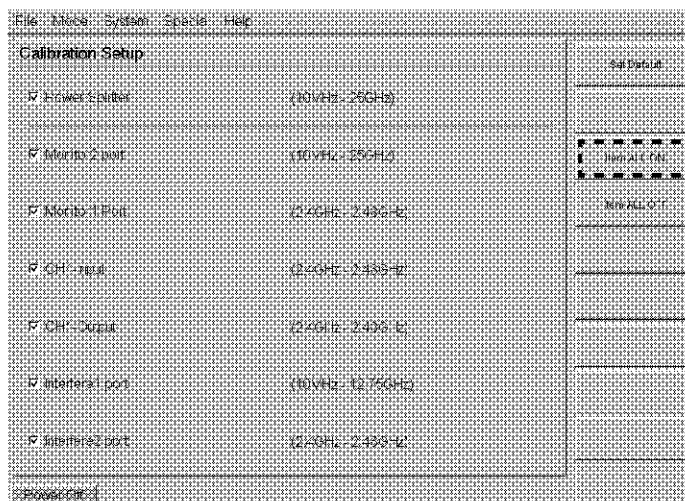 File Mode System Special Help
Calibration Setup
Set Default
Power Splitter (10MHz - 25GHz)
Monitor2 port (10MHz - 25GHz)
Item ALL ON
Monitor1 Port (2.4GHz - 2.48GHz)
Item ALL OFF
CH1-Input (2.4GHz - 2.48GHz)
CH1-Output (2.4GHz - 2.48GHz)
Interfere1 port (10MHz - 12.75GHz)
Interfere2 port (2.4GHz - 2.48GHz)
Power Off